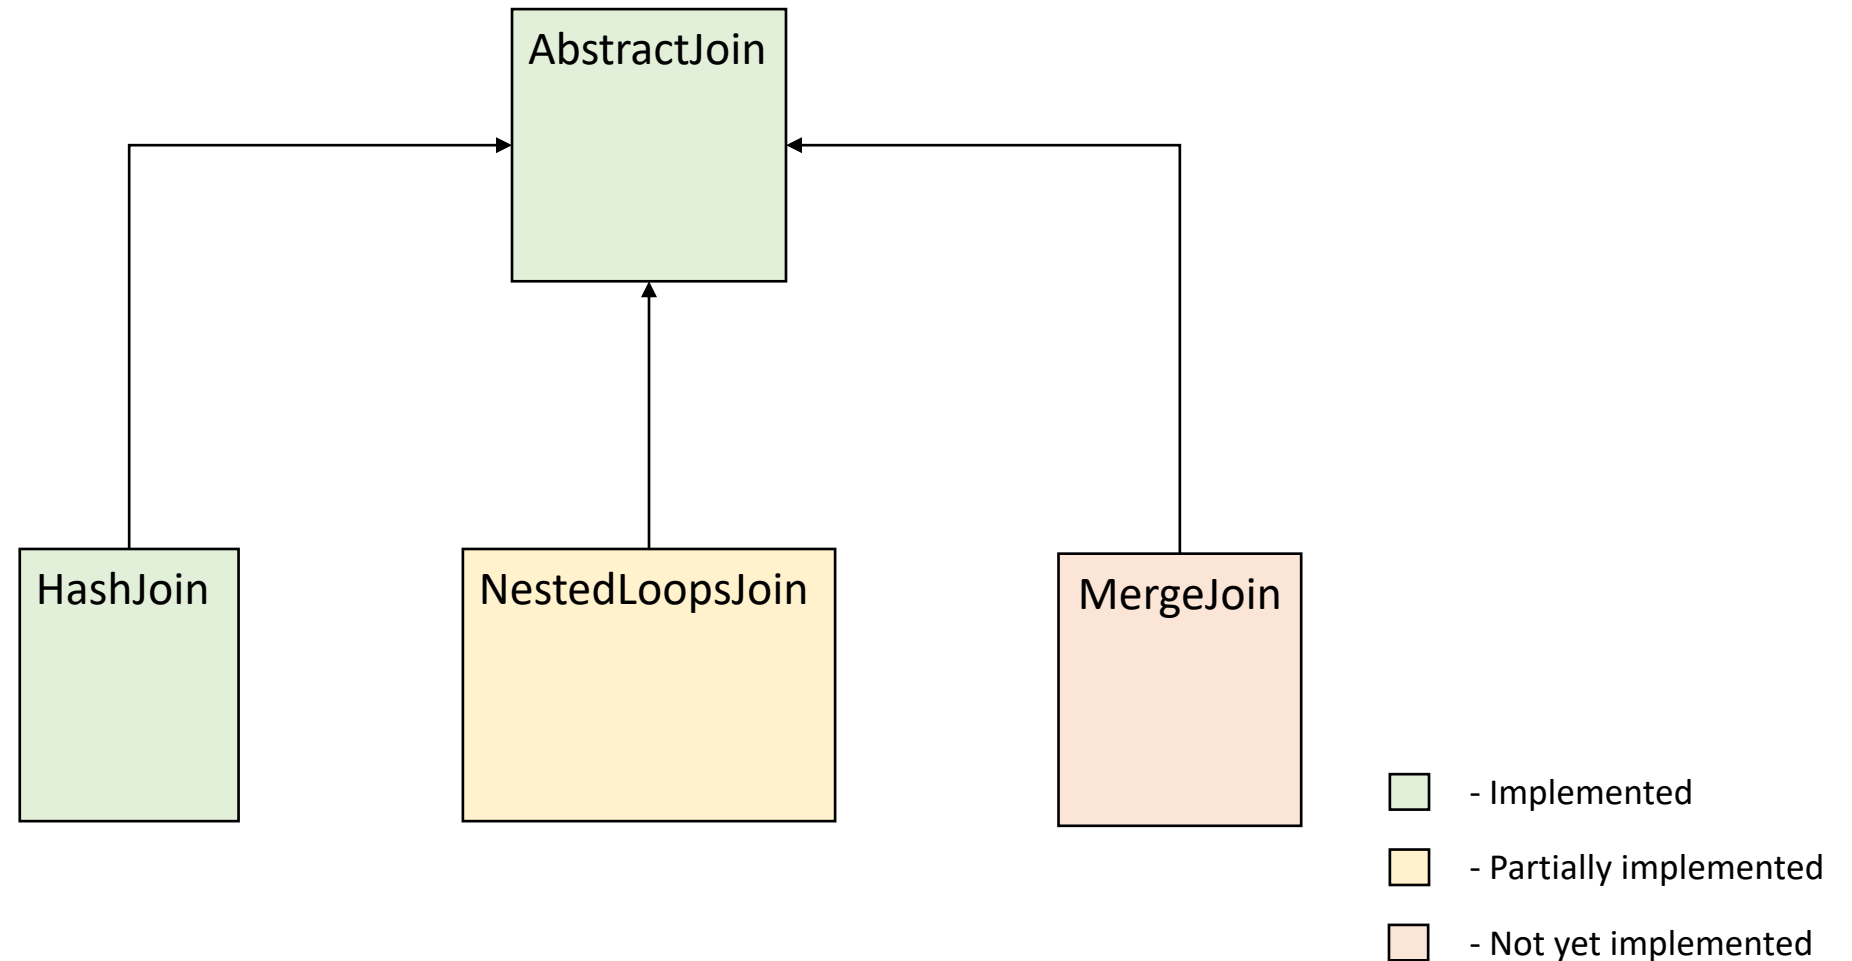 AbstractJoin
HashJoin
NestedLoopsJoin
MergeJoin
- Implemented
- Partially implemented
- Not yet implemented